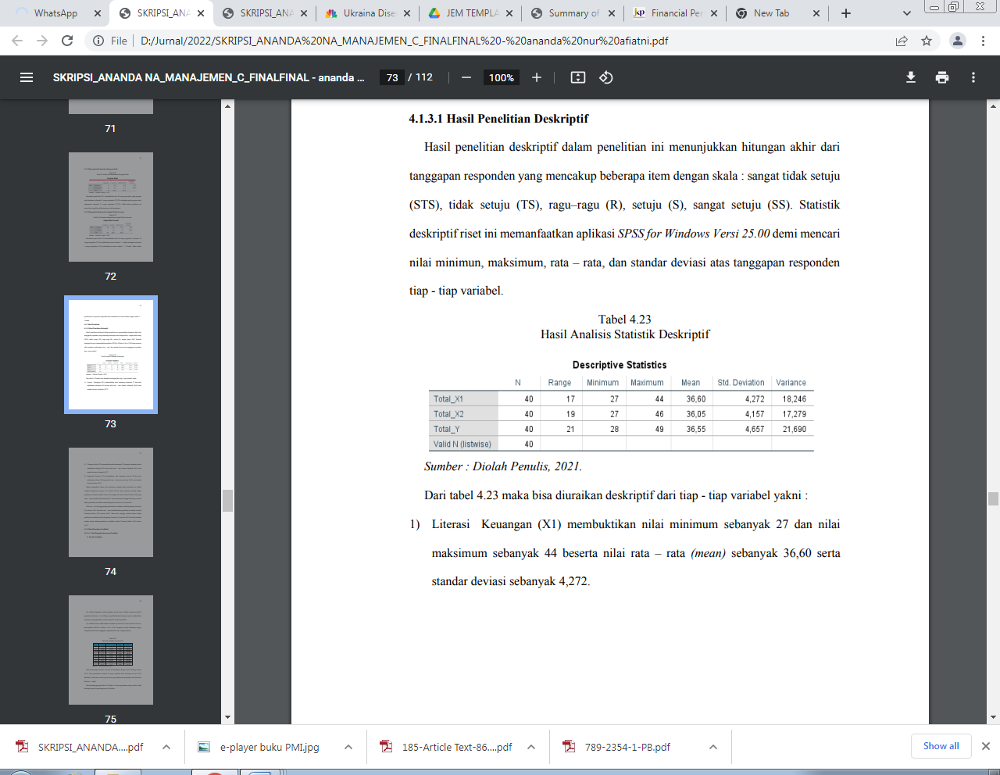 WhatsApp
SKRIPSI_ANA
SKRIPSI_ANA
Ukraina Dise
JEM TEMPLA
Summary of
Financial Per
New Tab
File
D:/Jurnal/2022/SKRIPSI_ANANDA%20NA_MANAJEMEN_C_FINALFINAL%20-%20ananda%20nur%20afiatni.pdf
SKRIPSI_ANANDA NA_MANAJEMEN_C_FINALFINAL - ananda ...
73 / 112
100%
71
72
73
74
75
4.1.3.1 Hasil Penelitian Deskriptif
Hasil penelitian deskriptif dalam penelitian ini menunjukkan hitungan akhir dari
tanggapan responden yang mencakup beberapa item dengan skala : sangat tidak setuju
(STS), tidak setuju (TS), ragu–ragu (R), setuju (S), sangat setuju (SS). Statistik
deskriptif riset ini memanfaatkan aplikasi SPSS for Windows Versi 25.00 demi mencari
nilai minimun, maksimum, rata – rata, dan standar deviasi atas tanggapan responden
tiap - tiap variabel.
Tabel 4.23
Hasil Analisis Statistik Deskriptif
Descriptive Statistics
N Range Minimum Maximum Mean Std. Deviation Variance
Total_X1 40 17 27 44 36,60 4,272 18,246
Total_X2 40 19 27 46 36,05 4,157 17,279
Total_Y 40 21 28 49 36,55 4,657 21,690
Valid N (listwise) 40
Sumber : Diolah Penulis, 2021.
Dari tabel 4.23 maka bisa diuraikan deskriptif dari tiap - tiap variabel yakni :
1) Literasi Keuangan (X1) membuktikan nilai minimum sebanyak 27 dan nilai
maksimum sebanyak 44 beserta nilai rata – rata (mean) sebanyak 36,60 serta
standar deviasi sebanyak 4,272.
SKRIPSI_ANANDA....pdf
e-player buku PMI.jpg
185-Article Text-86....pdf
789-2354-1-PB.pdf
Show all